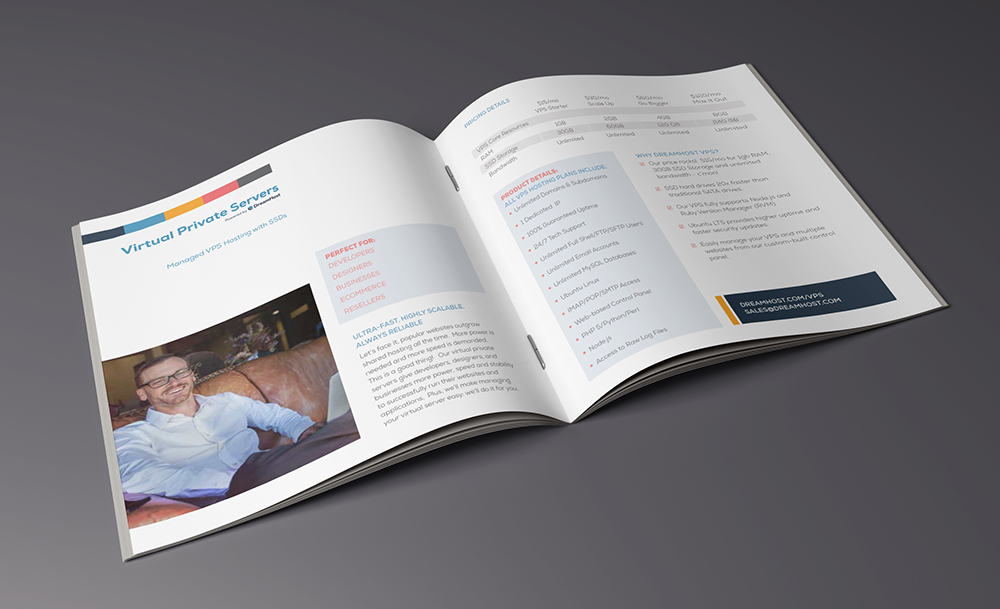 Virtual Private Servers
Powered by DreamHost
Managed VPS Hosting with SSDs
PERFECT FOR:
DEVELOPERS
DESIGNERS
BUSINESSES
ECOMMERCE
RESELLERS
ULTRA-FAST, HIGHLY SCALABLE,
ALWAYS RELIABLE
Let's face it, popular websites outgrow
shared hosting all the time. More power is
needed and more speed is demanded.
This is a good thing! Our virtual private
servers give developers, designers, and
businesses more power, speed and stability
to successfully run their websites and
applications. Plus, we'll make managing
your virtual server easy: we'll do it for you.
PRICING DETAILS
$15/mo $30/mo $60/mo $120/mo
VPS Starter Scale Up Go Bigger Max It Out
VPS Core Resources
RAM 1GB 2GB 4GB
SSD Storage 30GB 60GB 120 GB
Bandwidth Unlimited Unlimited Unlimited Unlimited
PRODUCT DETAILS:
ALL VPS HOSTING PLANS INCLUDE,
Unlimited Domains & Subdomains
1 Dedicated IP
100% Guaranteed Uptime
24/7 Tech Support
Unlimited Full Shell/FTP/SFTP Users
Unlimited Email Accounts
Unlimited MySQL Databases
Ubuntu Linux
IMAP/POP/SMTP Access
Web-based Control Panel
PHP 5/Python/Perl
Node.js
Access to Raw Log Files
WHY DREAMHOST VPS?
Our price rocks! for 1gb RAM,
30GB SSD Storage and unlimited
bandwidth - c'mon!
SSD hard drives 20x faster than
traditional SATA drives.
Our VPS fully supports Node.js and
Ruby Version Manager (RVM)
Ubuntu LTS provides higher uptime and
faster security updates.
Easily manage your VPS and multiple
websites from our custom-built control
panel.
DREAMHOST.COM/VPS
SALES@DREAMHOST.COM